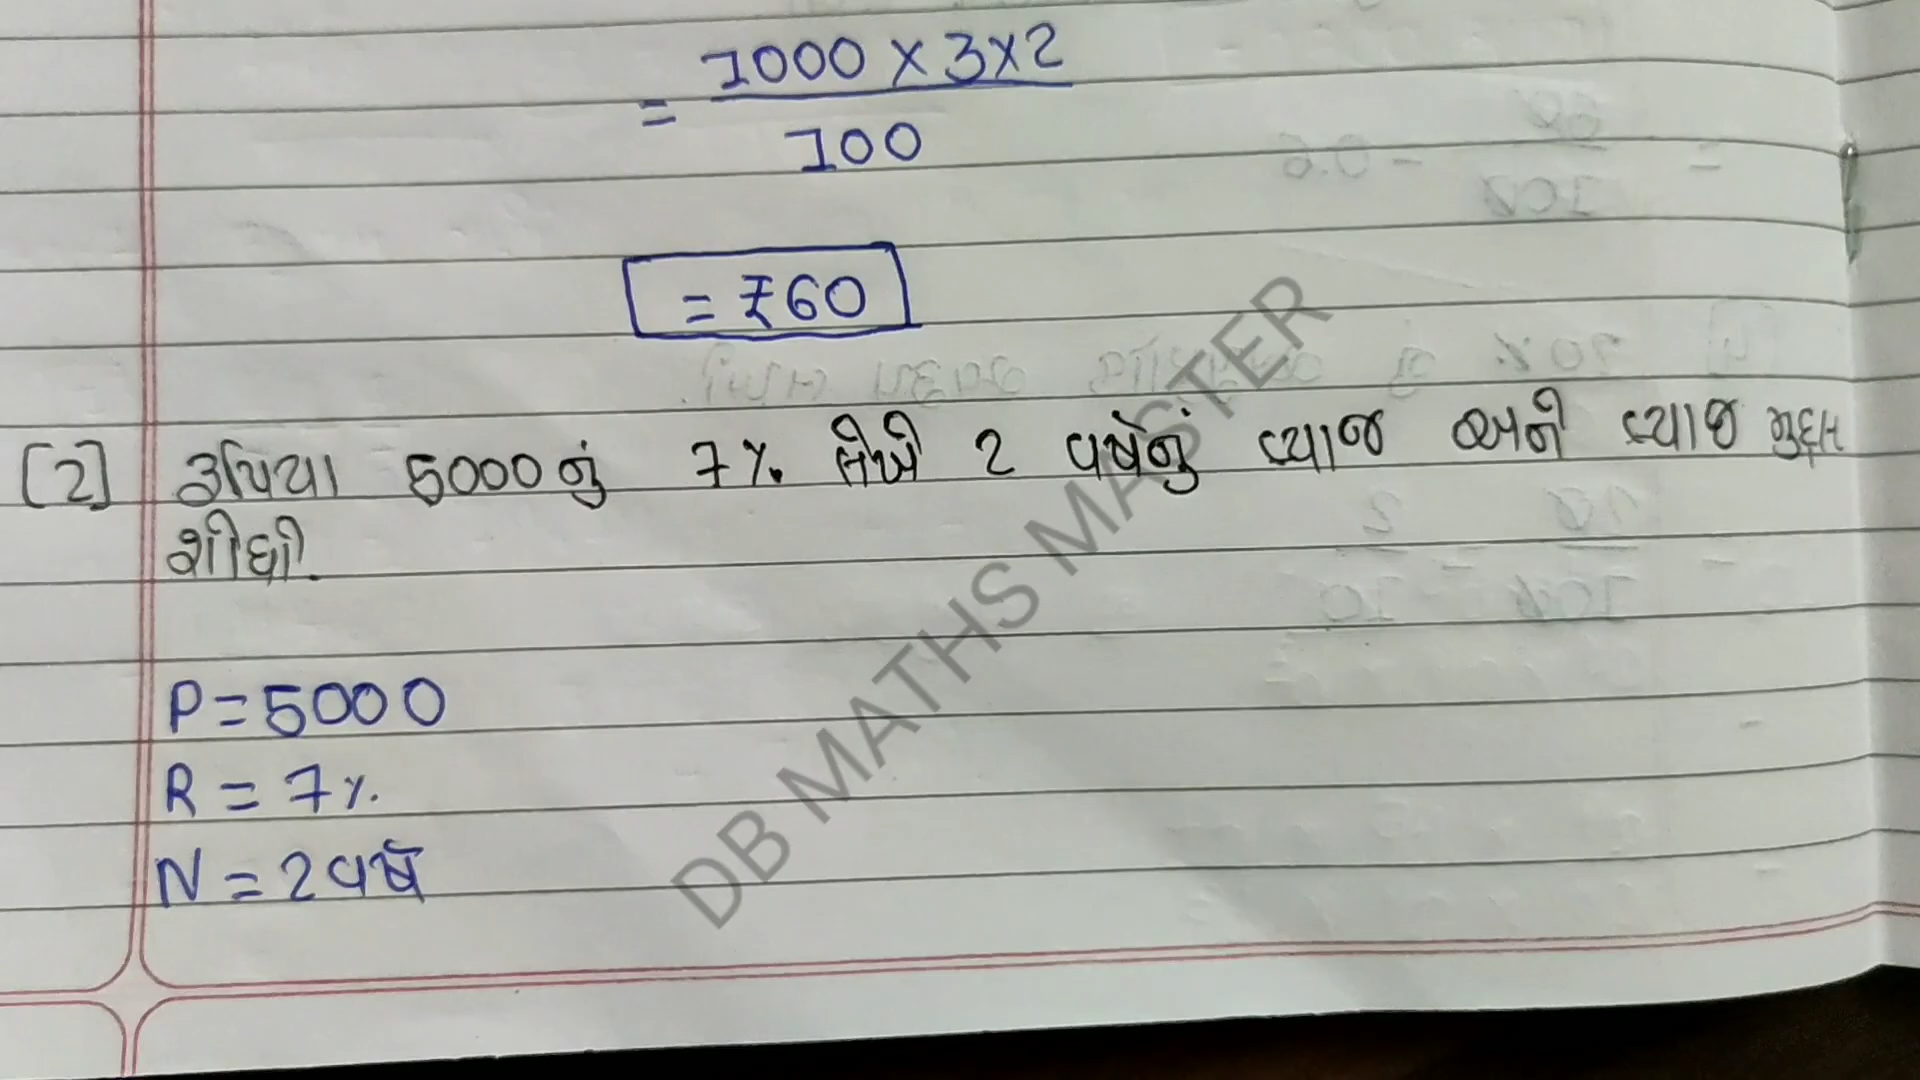 = 1000 × 3×2
100
= ₹60
[2] રૂપિયા 5000નું 7% લેખે 2 વર્ષનું વ્યાજ અને વ્યાજ મુદ્દલ
શોધો.
P = 5000
R = 7%
N = 2 વર્ષ
DB MATHS MASTER